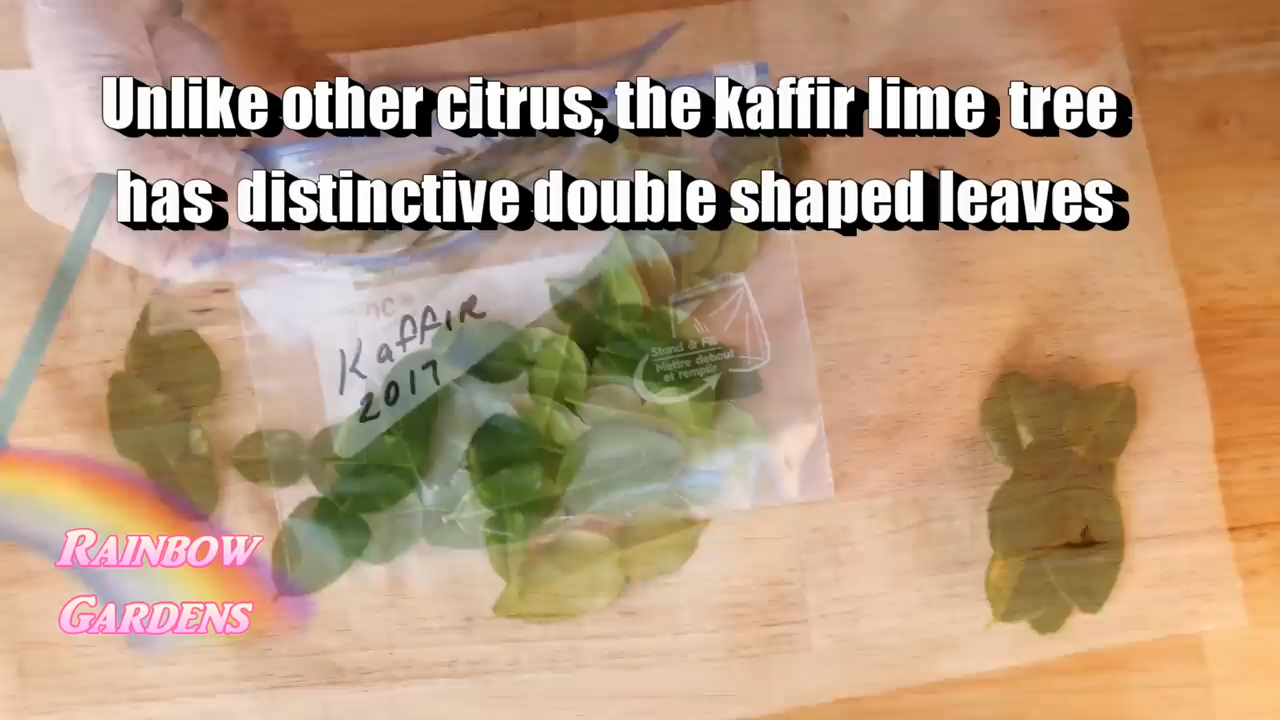 Unlike other citrus, the kaffir lime tree
has distinctive double shaped leaves
Kaffir
2017
Stand & Fill
Mettre debout
et remplir
Rainbow
Gardens